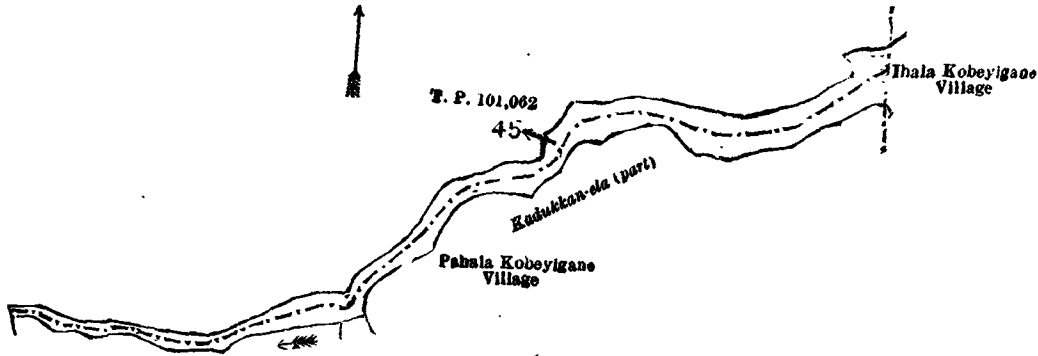 Ihala Kobeyigane
Village
T. P. 101,062
45
Kadukkan-ela (part)
Pahala Kobeyigane
Village